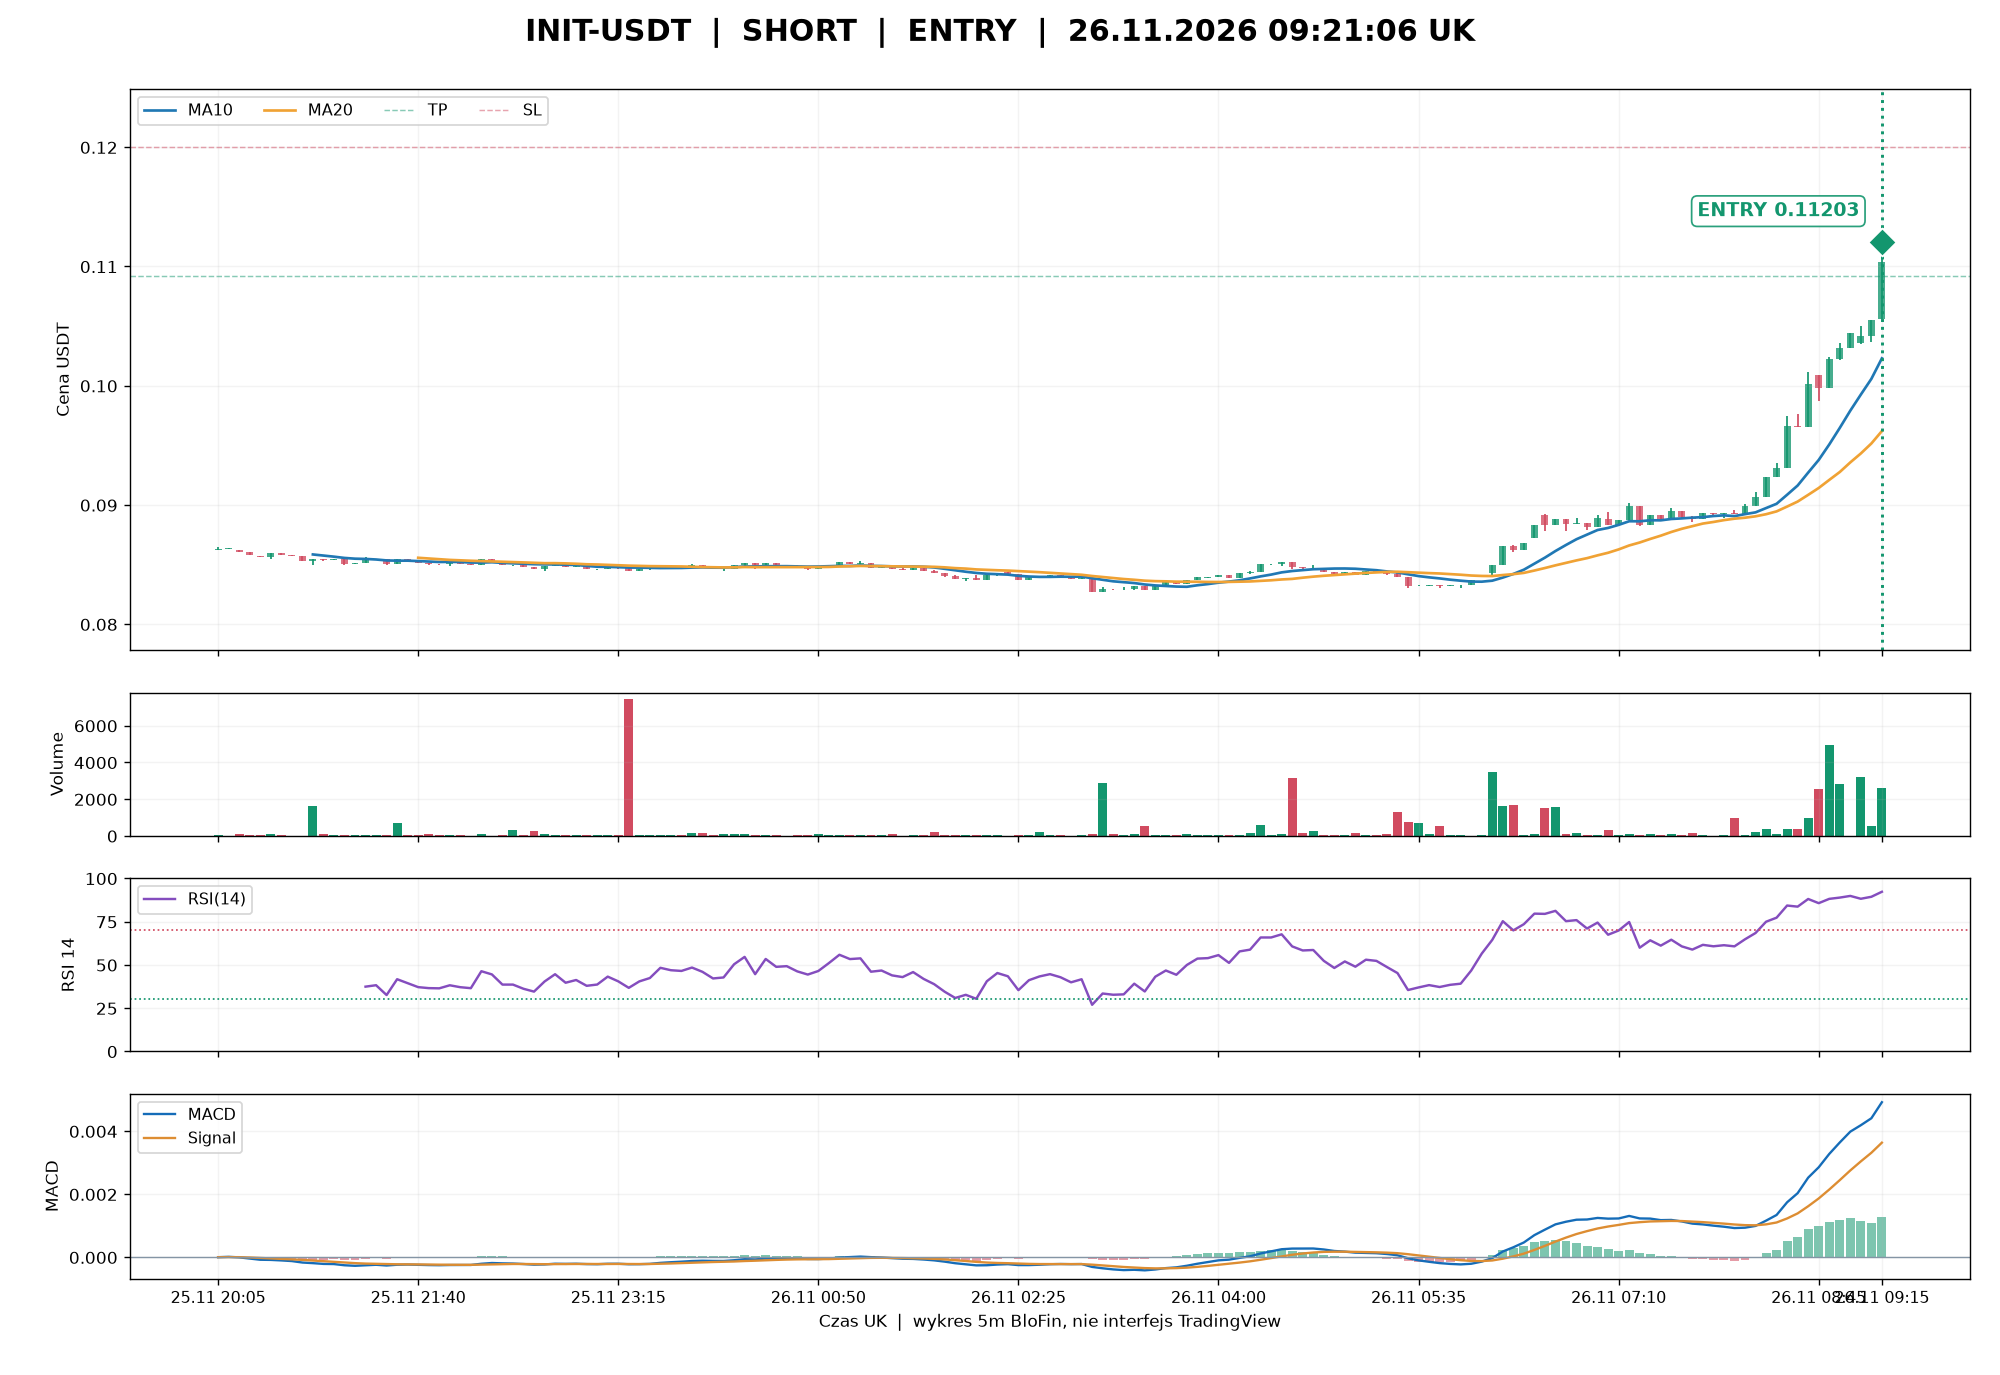 INIT-USDT | SHORT | ENTRY | 26.11.2026 09:21:06 UK
MA10 MA20 TP SL
0.12
0.11
0.10
0.09
0.08
Cena USDT
ENTRY 0.11203
6000
4000
2000
0
Volume
RSI(14)
100
75
50
25
0
RSI 14
MACD
Signal
0.004
0.002
0.000
MACD
25.11 20:05 25.11 21:40 25.11 23:15 26.11 00:50 26.11 02:25 26.11 04:00 26.11 05:35 26.11 07:10 26.11 08:45 26.11 09:15
Czas UK | wykres 5m BloFin, nie interfejs TradingView